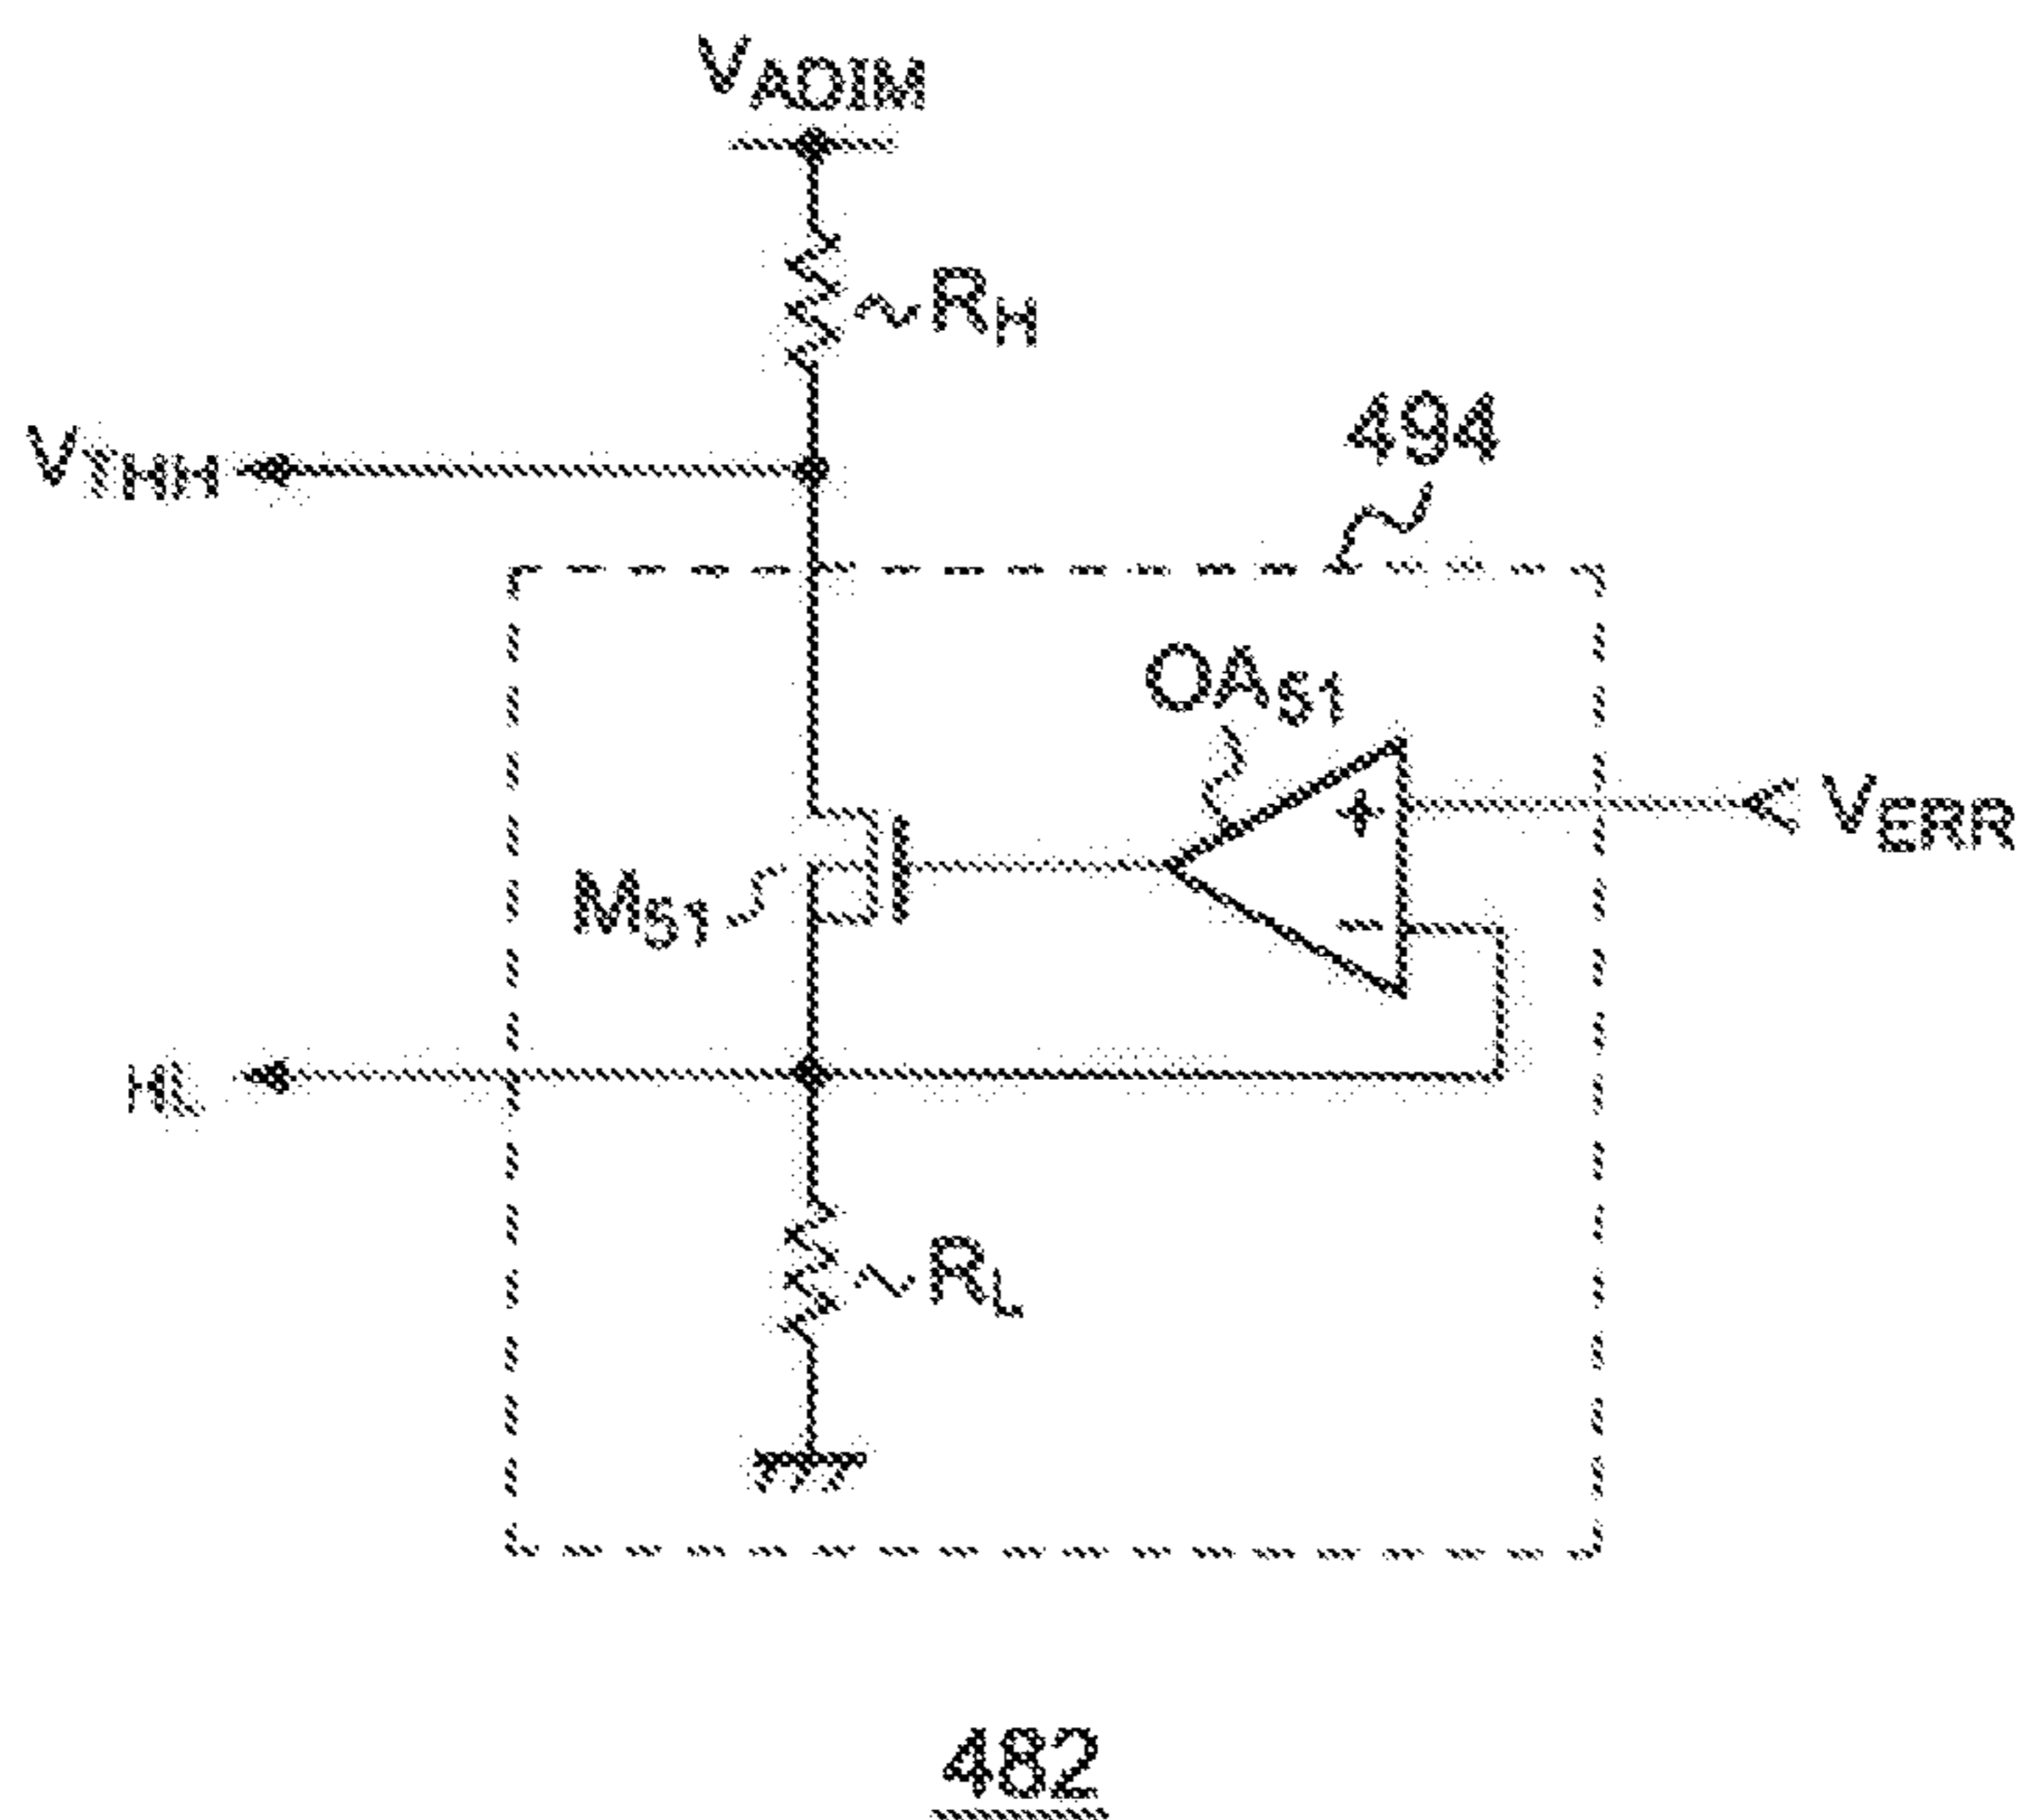 VADIM
RH
VTHH
494
OAS1
VERR
MS1
HL
RL
482